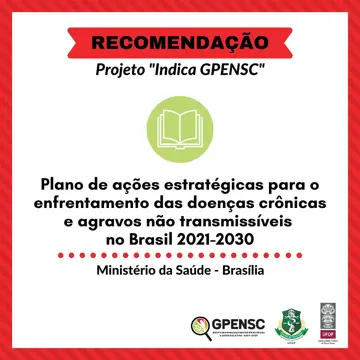 RECOMENDAÇÃO
Projeto "Indica GPENSC"
Plano de ações estratégicas para o
enfrentamento das doenças crônicas
e agravos não transmissíveis
no Brasil 2021-2030
Ministério da Saúde - Brasília
GPENSC
UFOP